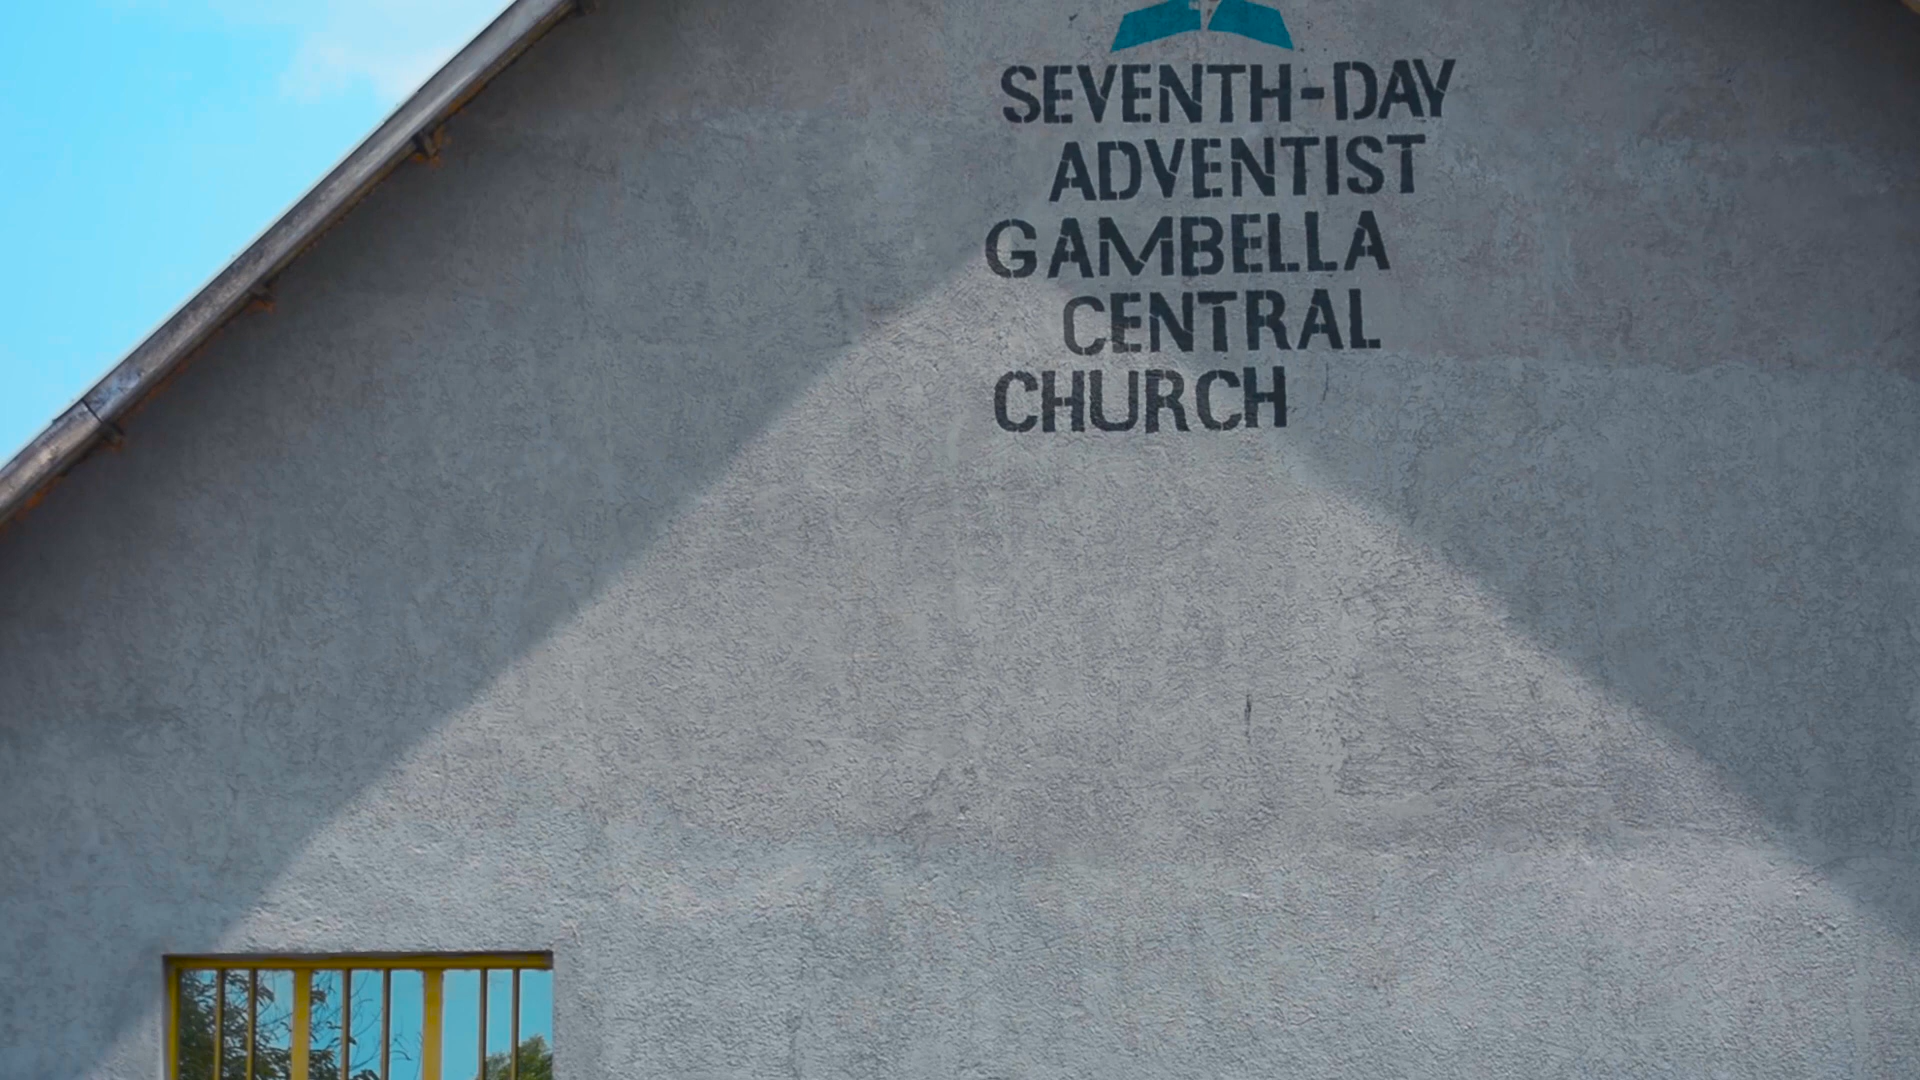 SEVENTH-DAY
ADVENTIST
GAMBELLA
CENTRAL
CHURCH